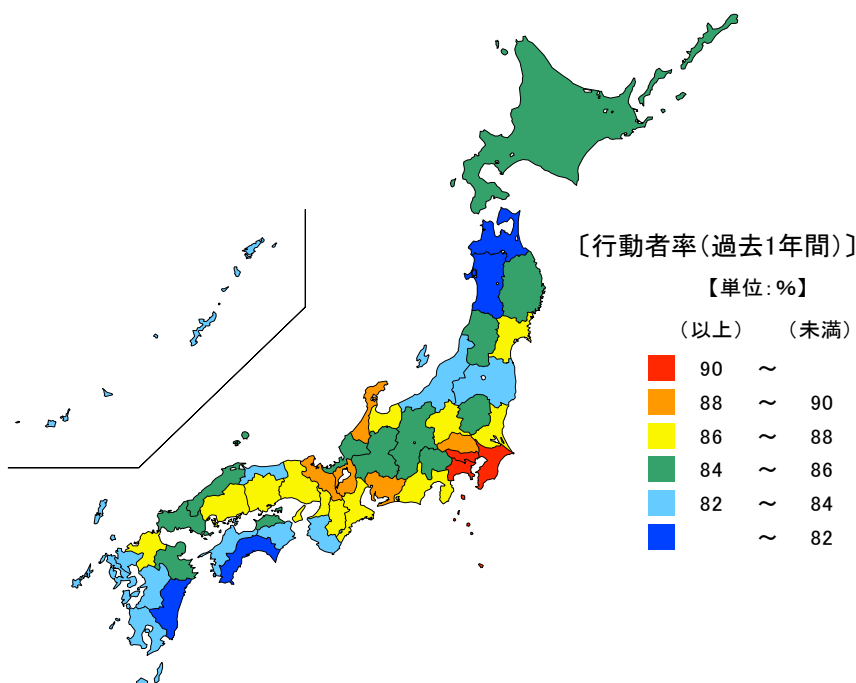 〔行動者率(過去1年間)〕
【単位:%】
(以上) (未満)
90 ～
88 ～ 90
86 ～ 88
84 ～ 86
82 ～ 84
～ 82